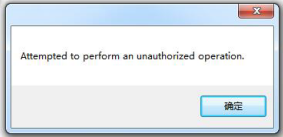 Attempted to perform an unauthorized operation.
确定